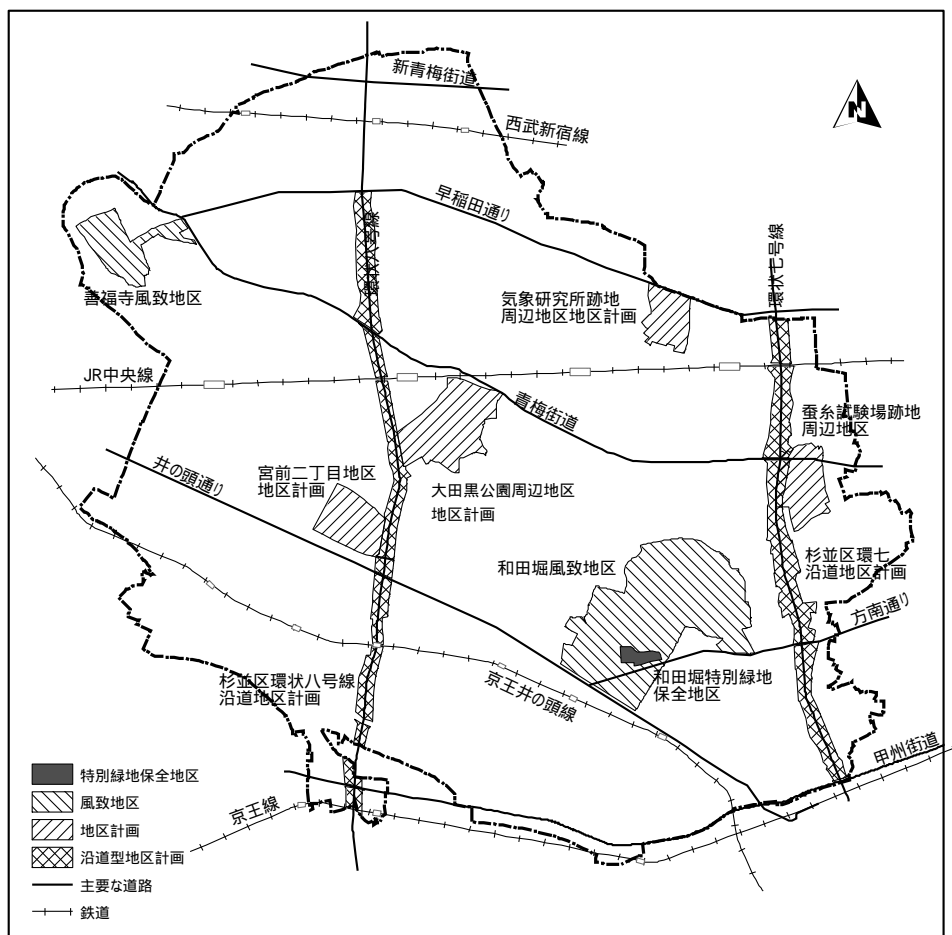 新青梅街道
N
西武新宿線
早稲田通り
環状八号線
環状七号線
善福寺風致地区
気象研究所跡地
周辺地区地区計画
JR中央線
青梅街道
蚕糸試験場跡地
周辺地区
井の頭通り
宮前二丁目地区
地区計画
大田黒公園周辺地区
地区計画
和田堀風致地区
杉並区環七
沿道地区計画
方南通り
杉並区環状八号線
沿道地区計画
京王井の頭線
和田堀特別緑地
保全地区
甲州街道
京王線
特別緑地保全地区
風致地区
地区計画
沿道型地区計画
主要な道路
鉄道